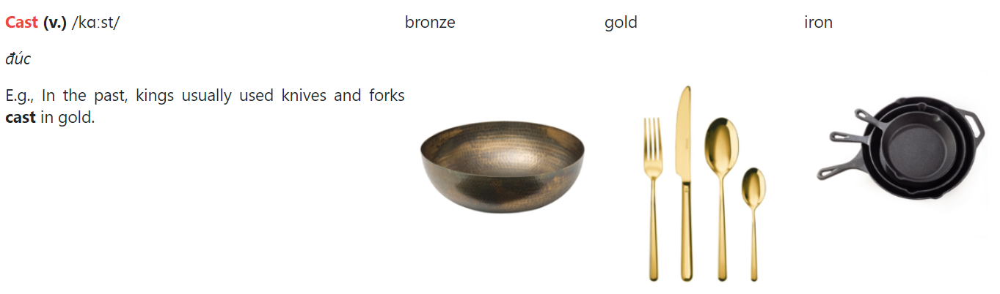 Cast (v.) /kɑːst/
bronze
gold
iron
đúc
E.g., In the past, kings usually used knives and forks
cast in gold.